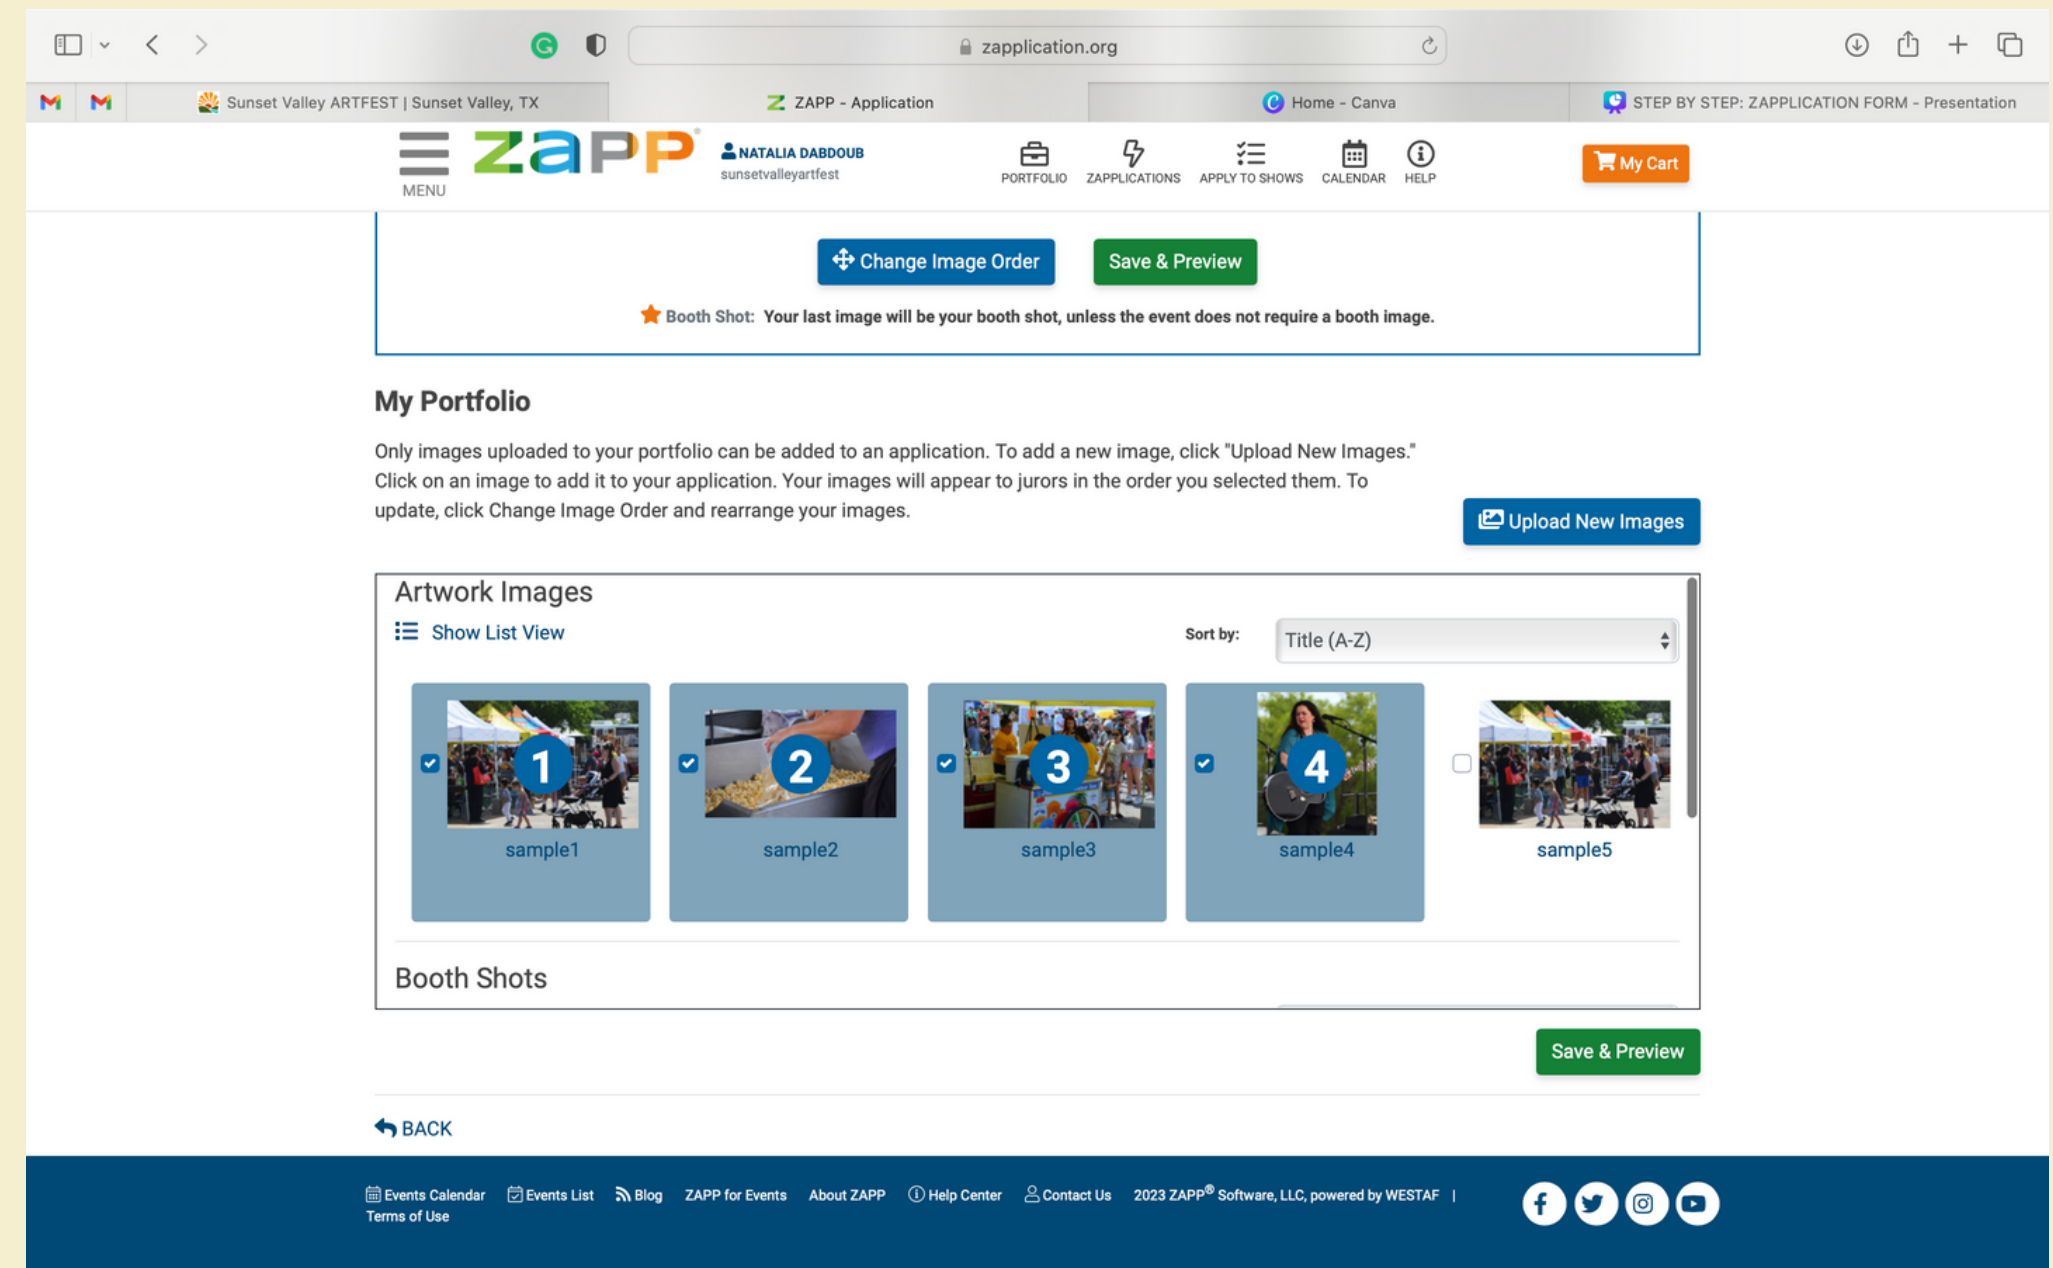 zapplication.org
Sunset Valley ARTFEST | Sunset Valley, TX
ZAPP - Application
Home - Canva
STEP BY STEP: ZAPPLICATION FORM - Presentation
MENU
zapp
NATALIA DABDOUB
sunsetvalleyartfest
PORTFOLIO
ZAPPLICATIONS
APPLY TO SHOWS
CALENDAR
HELP
My Cart
Change Image Order
Save & Preview
Booth Shot: Your last image will be your booth shot, unless the event does not require a booth image.
My Portfolio
Only images uploaded to your portfolio can be added to an application. To add a new image, click "Upload New Images."
Click on an image to add it to your application. Your images will appear to jurors in the order you selected them. To
update, click Change Image Order and rearrange your images.
Upload New Images
Artwork Images
Show List View
Sort by:
Title (A-Z)
1
2
3
4
sample1
sample2
sample3
sample4
sample5
Booth Shots
Save & Preview
BACK
Events Calendar
Events List
Blog
ZAPP for Events
About ZAPP
Help Center
Contact Us
2023 ZAPP® Software, LLC, powered by WESTAF |
Terms of Use